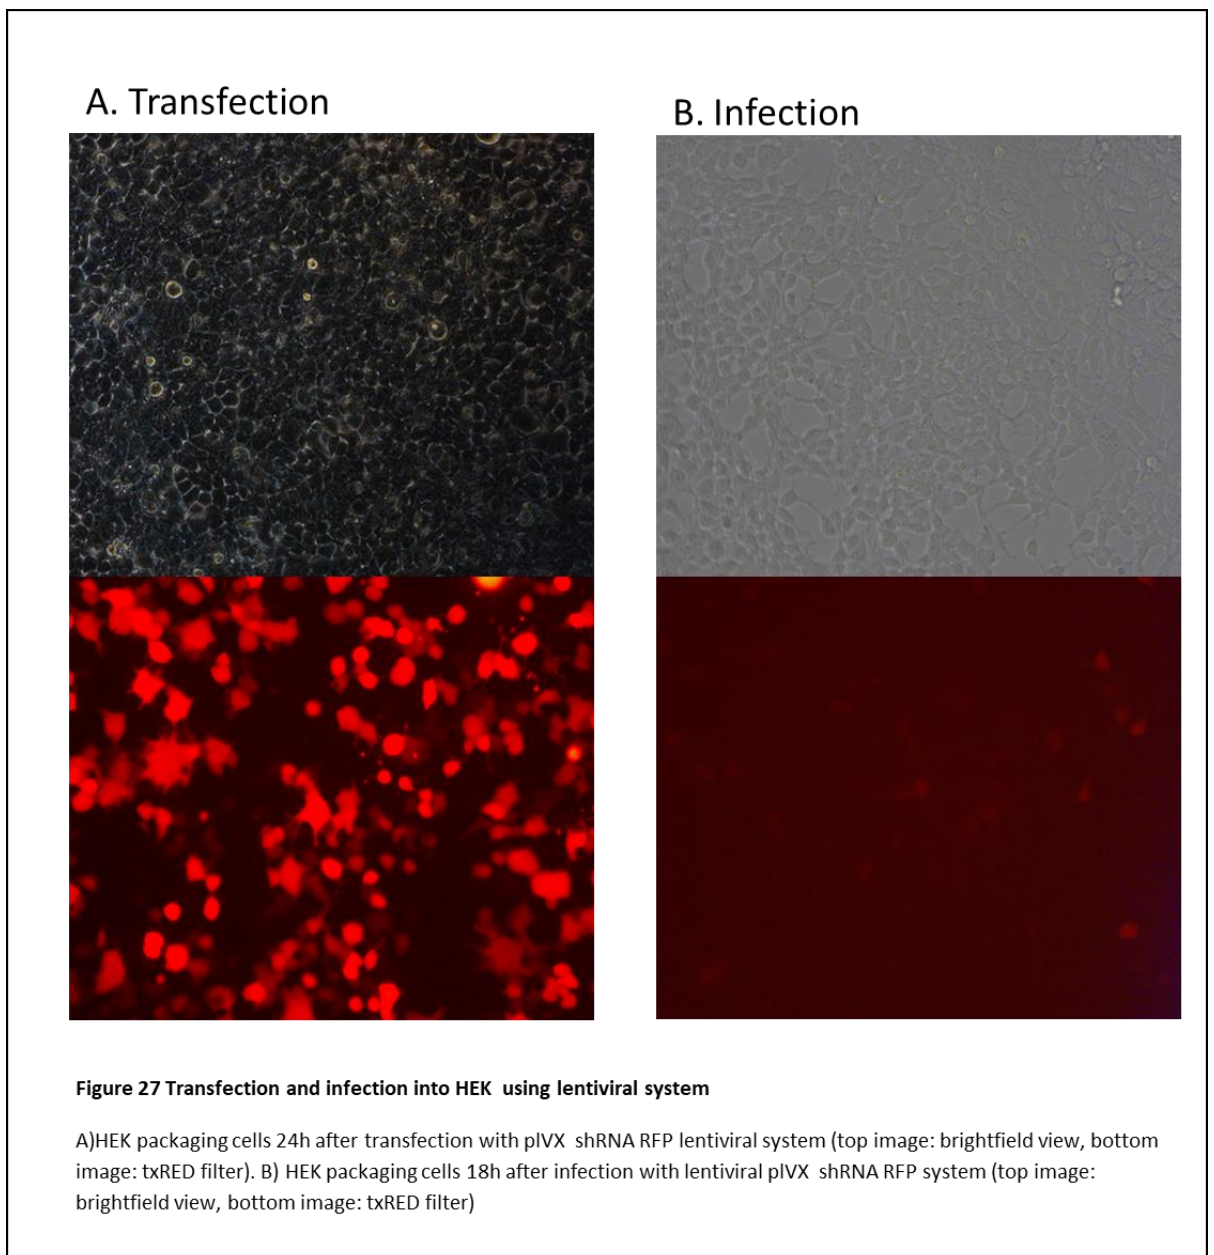 A. Transfection
B. Infection
Figure 27 Transfection and infection into HEK  using lentiviral system
A)HEK packaging cells 24h after transfection with plVX  shRNA RFP lentiviral system (top image: brightfield view, bottom
image: txRED filter). B) HEK packaging cells 18h after infection with lentiviral plVX  shRNA RFP system (top image:
brightfield view, bottom image: txRED filter)